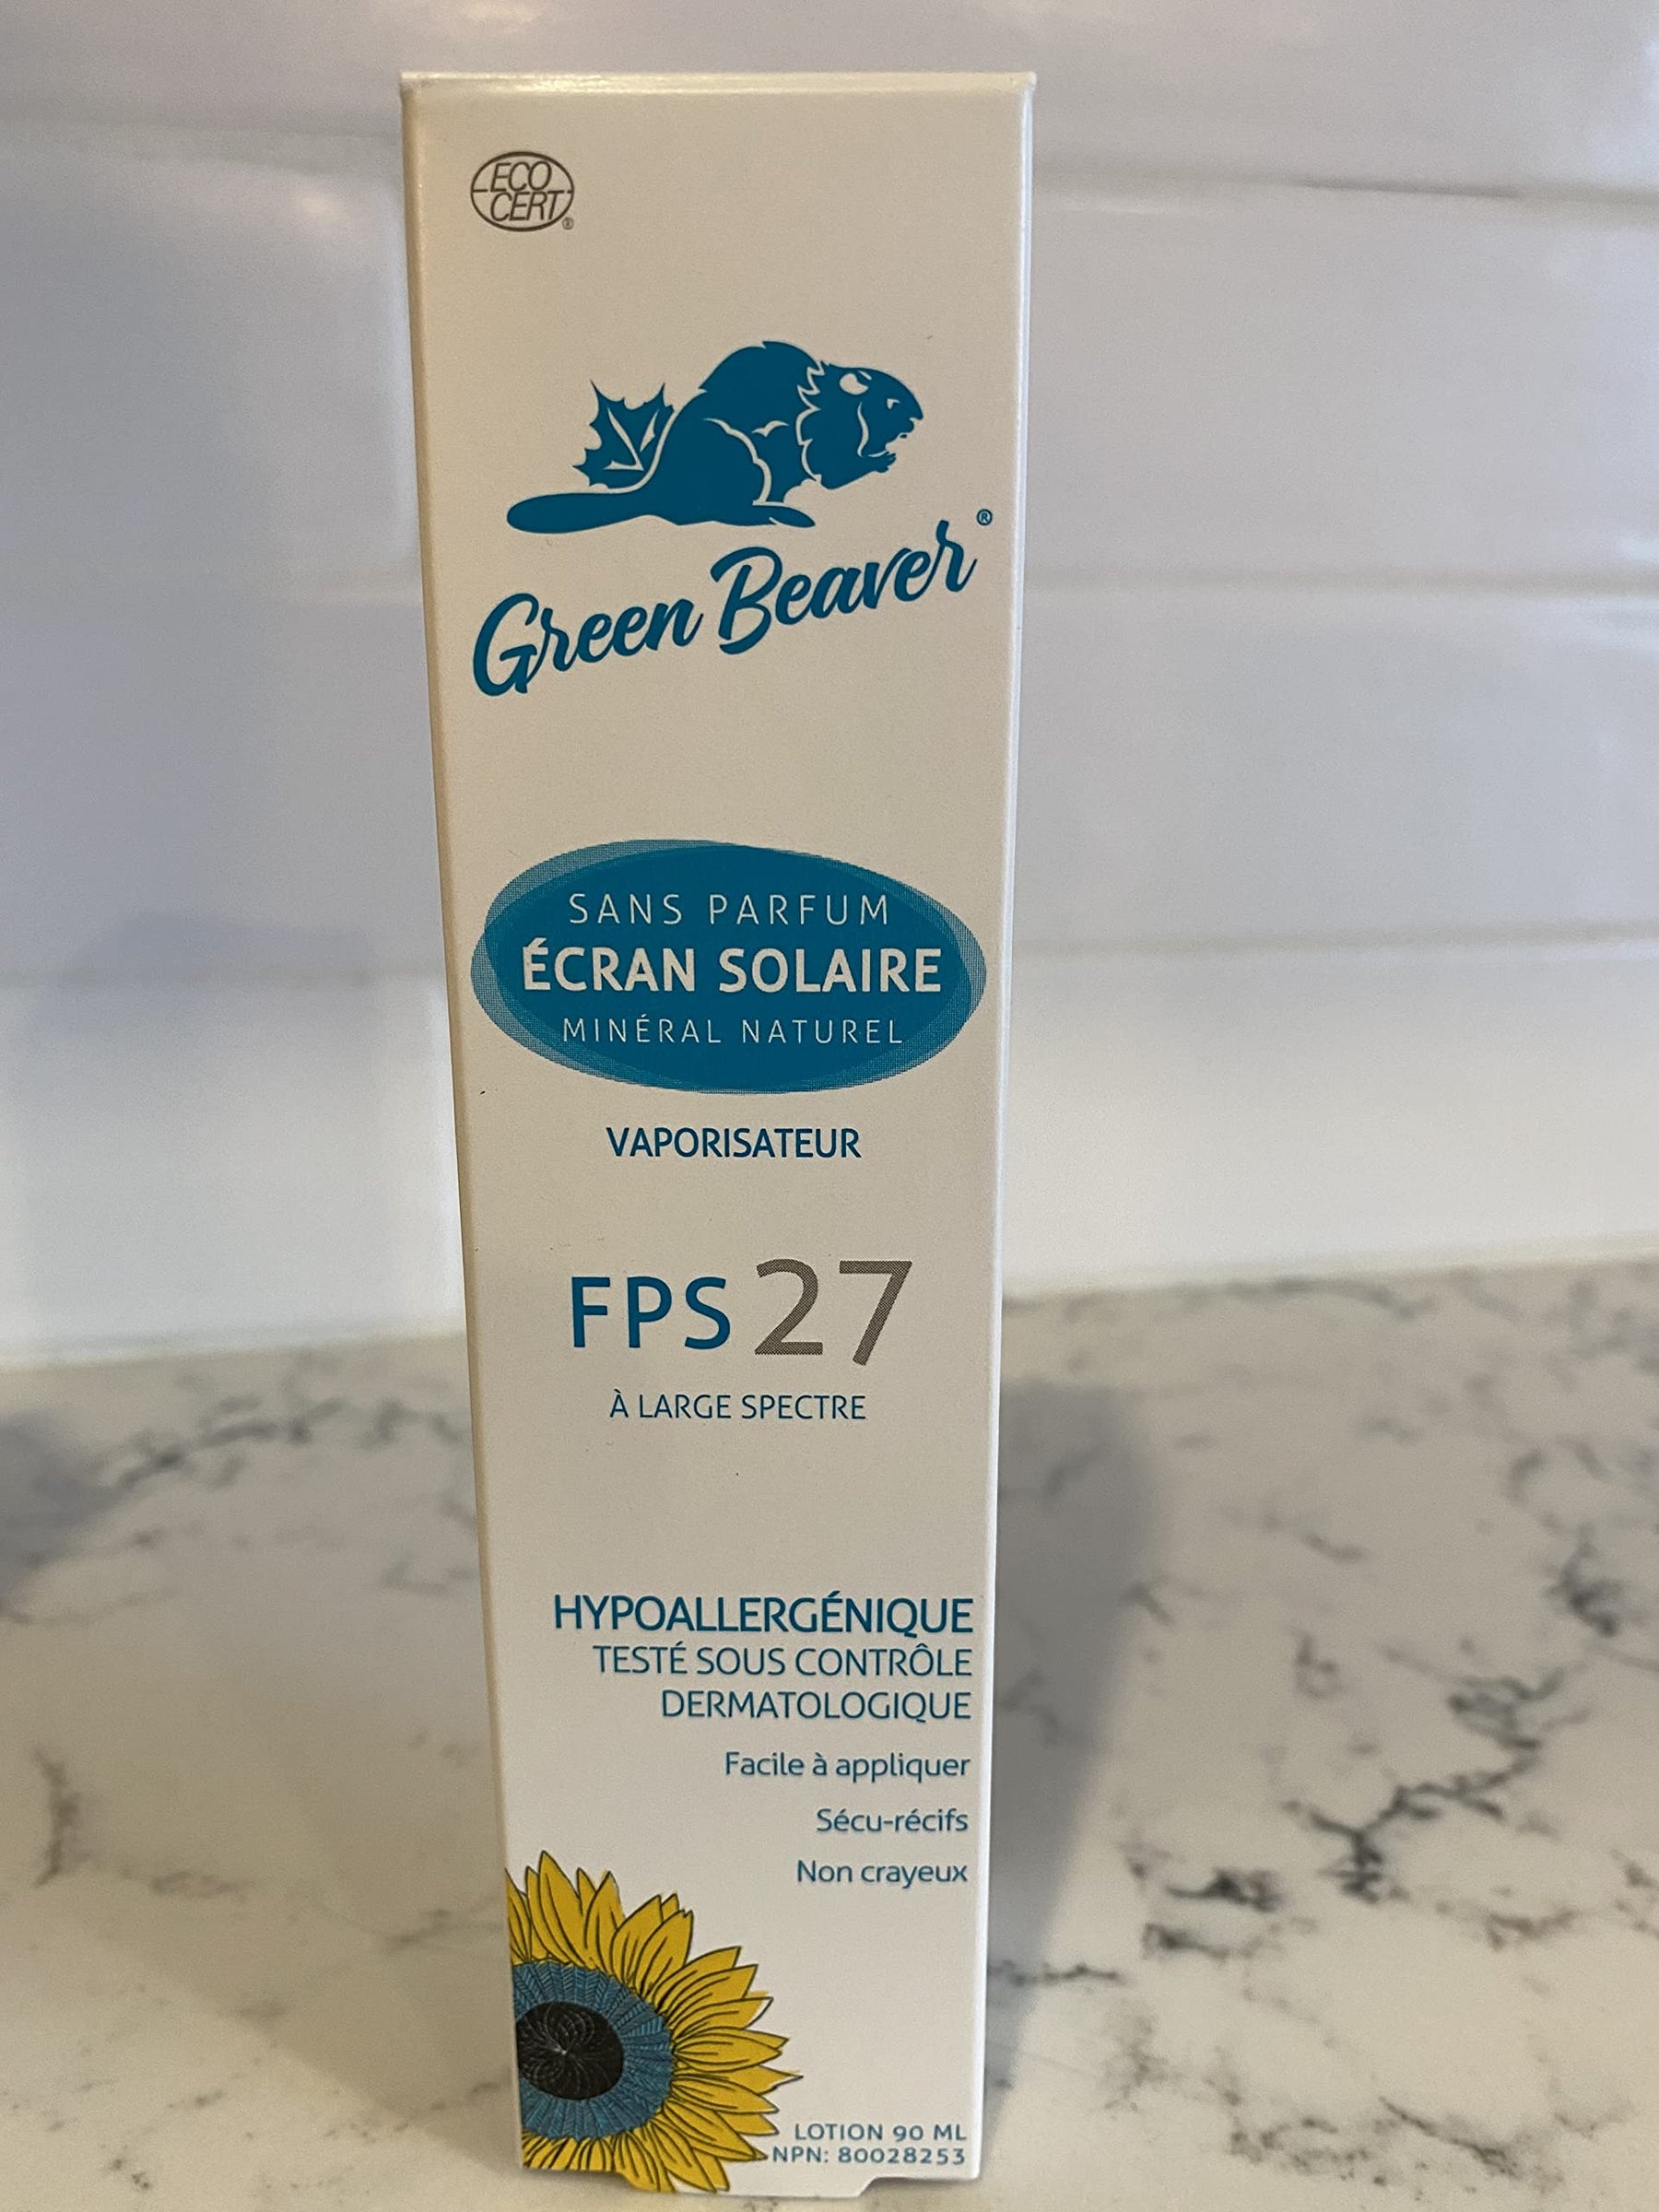 ECO
CERT
®
Green Beaver®
SANS PARFUM
ÉCRAN SOLAIRE
MINÉRAL NATUREL
VAPORISATEUR
FPS 27
À LARGE SPECTRE
HYPOALLERGÉNIQUE
TESTÉ SOUS CONTRÔLE
DERMATOLOGIQUE
Facile à appliquer
Sécu-récifs
Non crayeux
LOTION 90 ML
NPN: 80028253